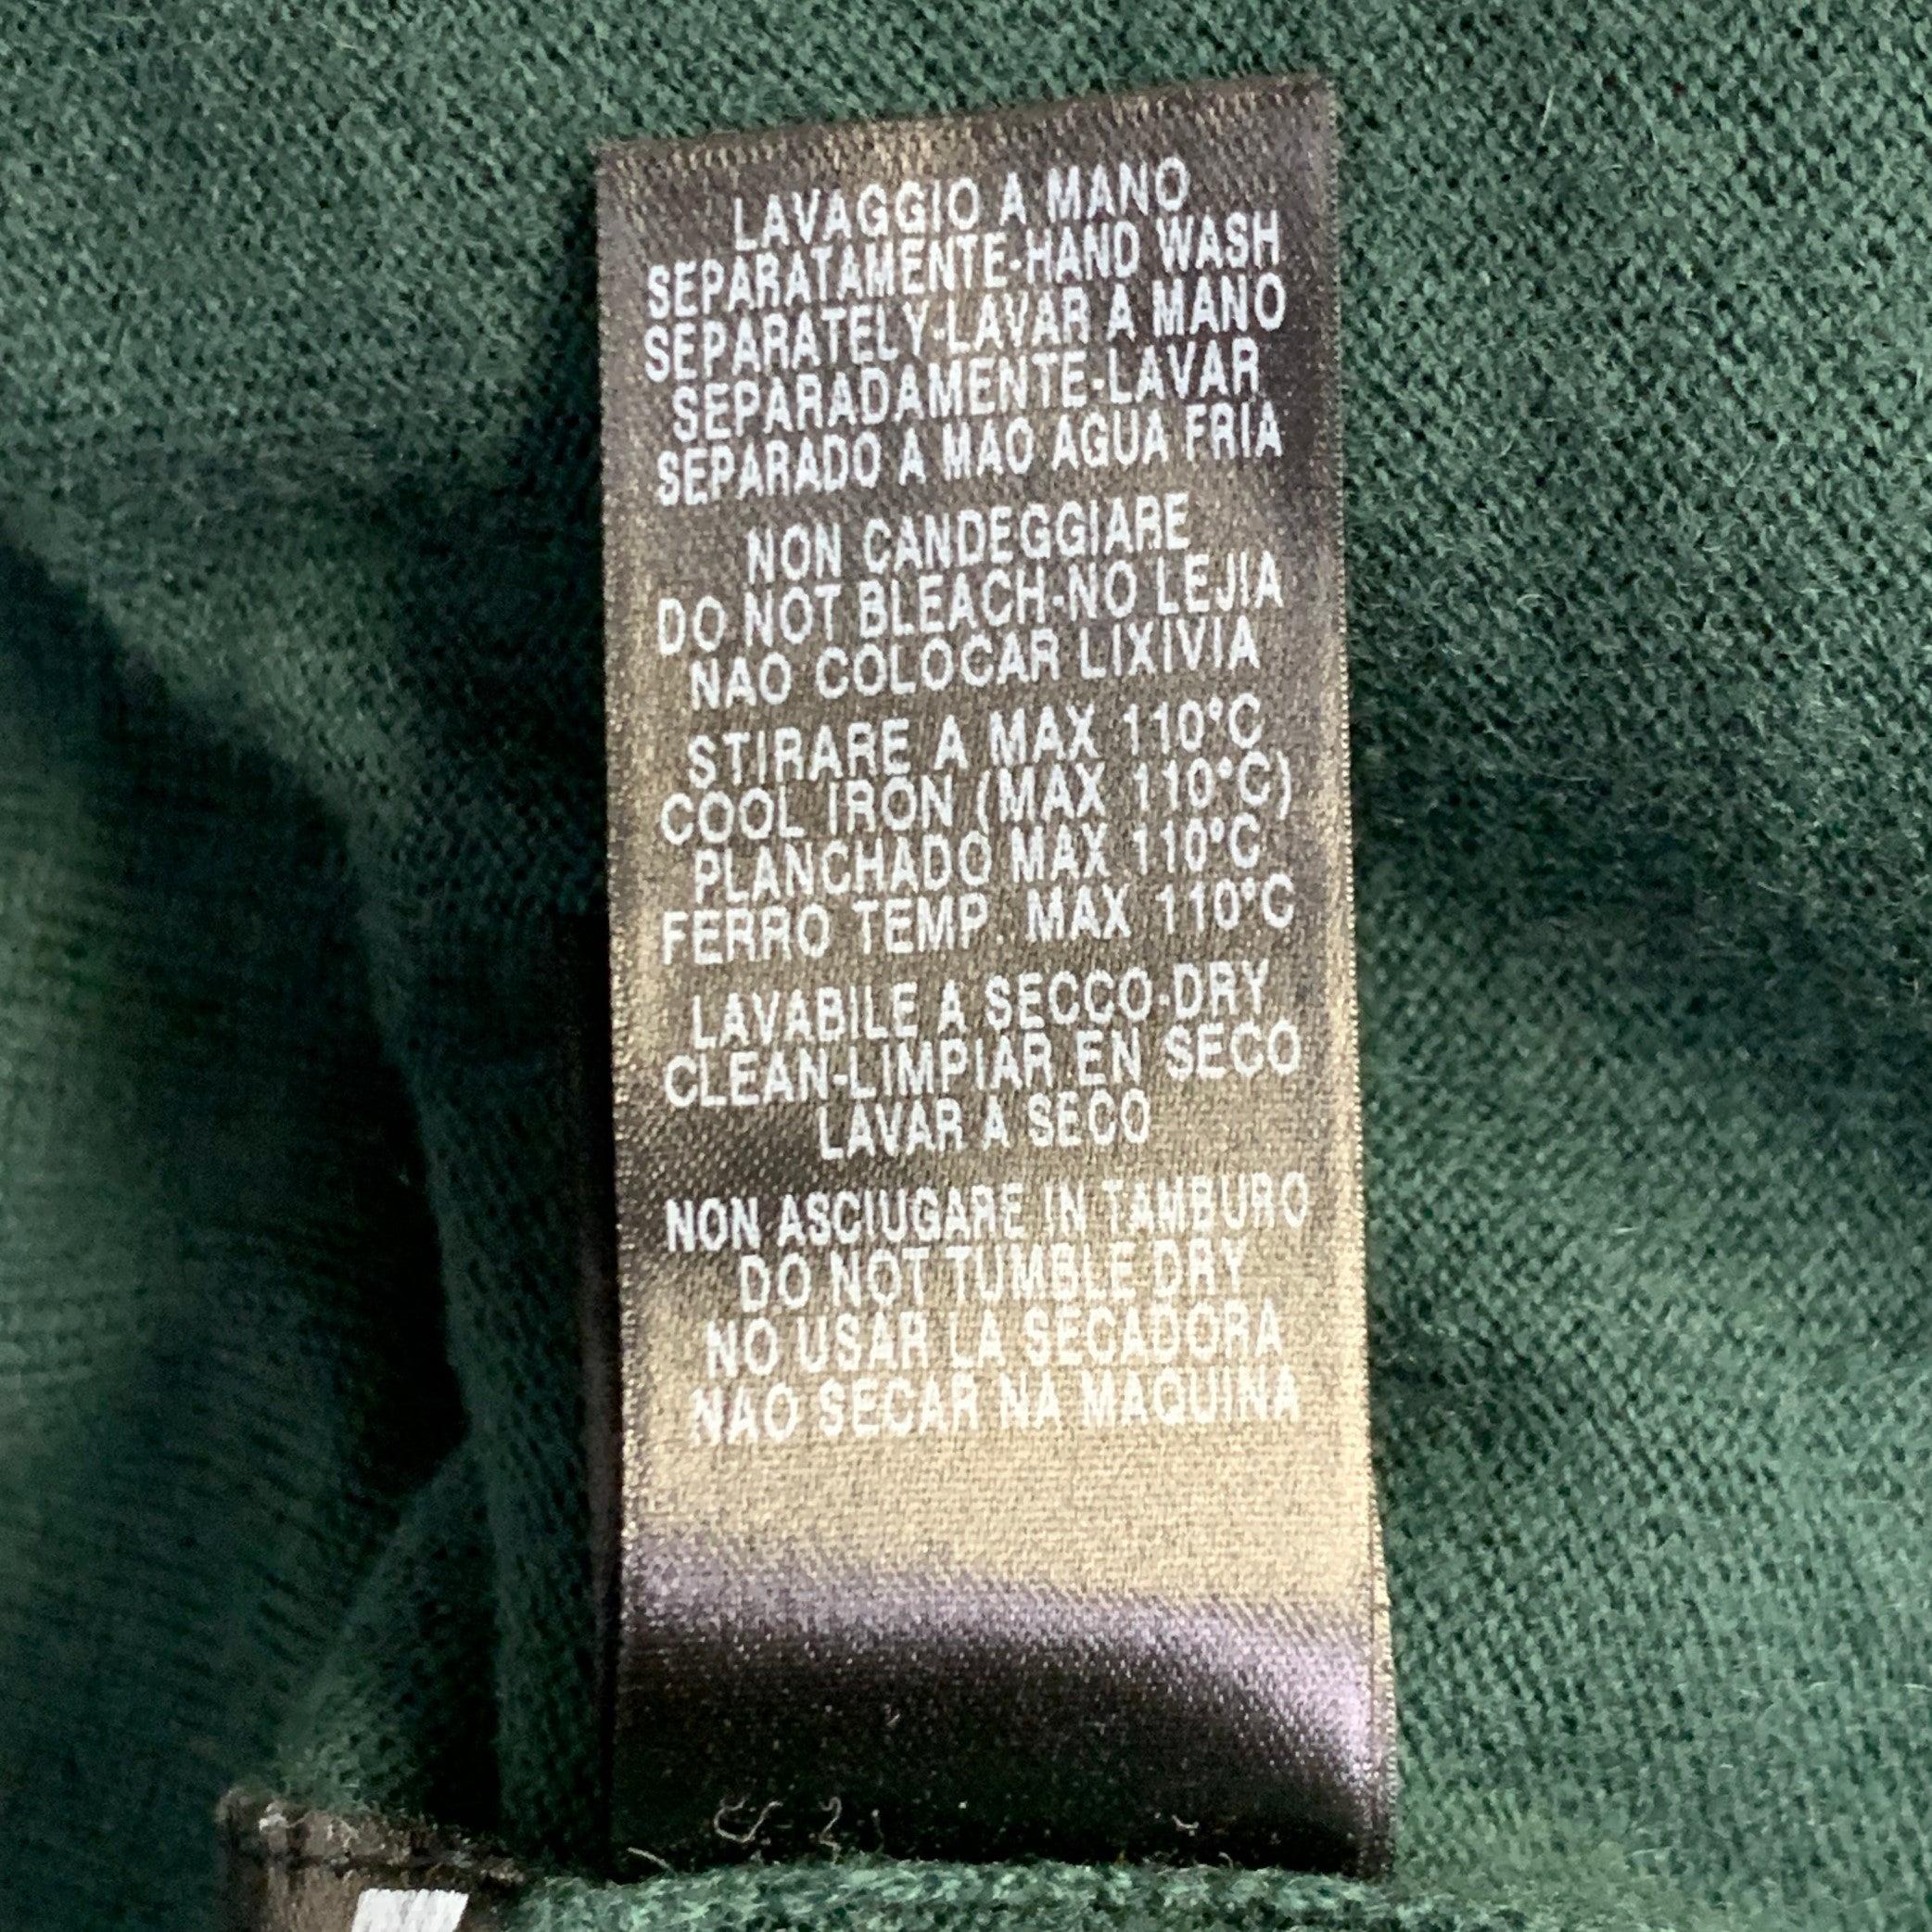 LAVAGGIO A MANO
SEPARATAMENTE-HAND WASH
SEPARATELY-LAVAR A MANO
SEPARADAMENTE-LAVAR
SEPARADO A MAO AGUA FRIA
NON CANDEGGIARE
DO NOT BLEACH-NO LEJIA
NAO COLOCAR LIXIVIA
STIRARE A MAX 110°C
COOL IRON (MAX 110°C)
PLANCHADO MAX 110°C
FERRO TEMP. MAX 110°C
LAVABILE A SECCO-DRY
CLEAN-LIMPIAR EN SECO
LAVAR A SECO
NON ASCIUGARE IN TAMBURO
DO NOT TUMBLE DRY
NO USAR LA SECADORA
NAO SECAR NA MAQUINA